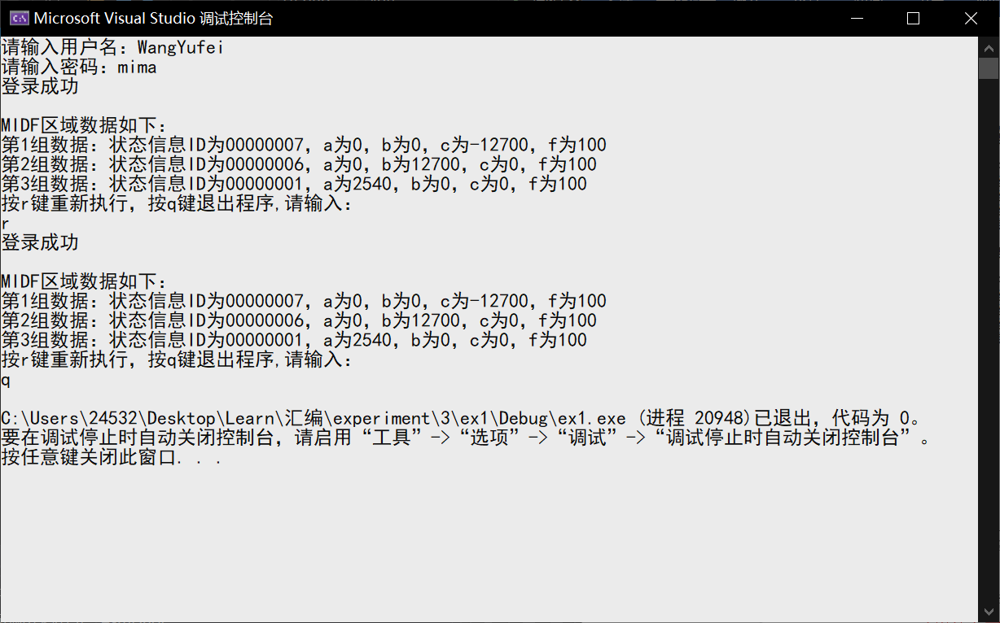 Microsoft Visual Studio 调试控制台
请输入用户名：WangYufei
请输入密码：mima
登录成功
MIDF区域数据如下：
第1组数据：状态信息ID为00000007，a为0，b为0，c为-12700，f为100
第2组数据：状态信息ID为00000006，a为0，b为12700，c为0，f为100
第3组数据：状态信息ID为00000001，a为2540，b为0，c为0，f为100
按r键重新执行，按q键退出程序,请输入：
r
登录成功
MIDF区域数据如下：
第1组数据：状态信息ID为00000007，a为0，b为0，c为-12700，f为100
第2组数据：状态信息ID为00000006，a为0，b为12700，c为0，f为100
第3组数据：状态信息ID为00000001，a为2540，b为0，c为0，f为100
按r键重新执行，按q键退出程序,请输入：
q
C:\Users\24532\Desktop\Learn\汇编\experiment\3\ex1\Debug\ex1.exe (进程 20948)已退出，代码为 0。
要在调试停止时自动关闭控制台，请启用“工具”->“选项”->“调试”->“调试停止时自动关闭控制台”。
按任意键关闭此窗口. . .